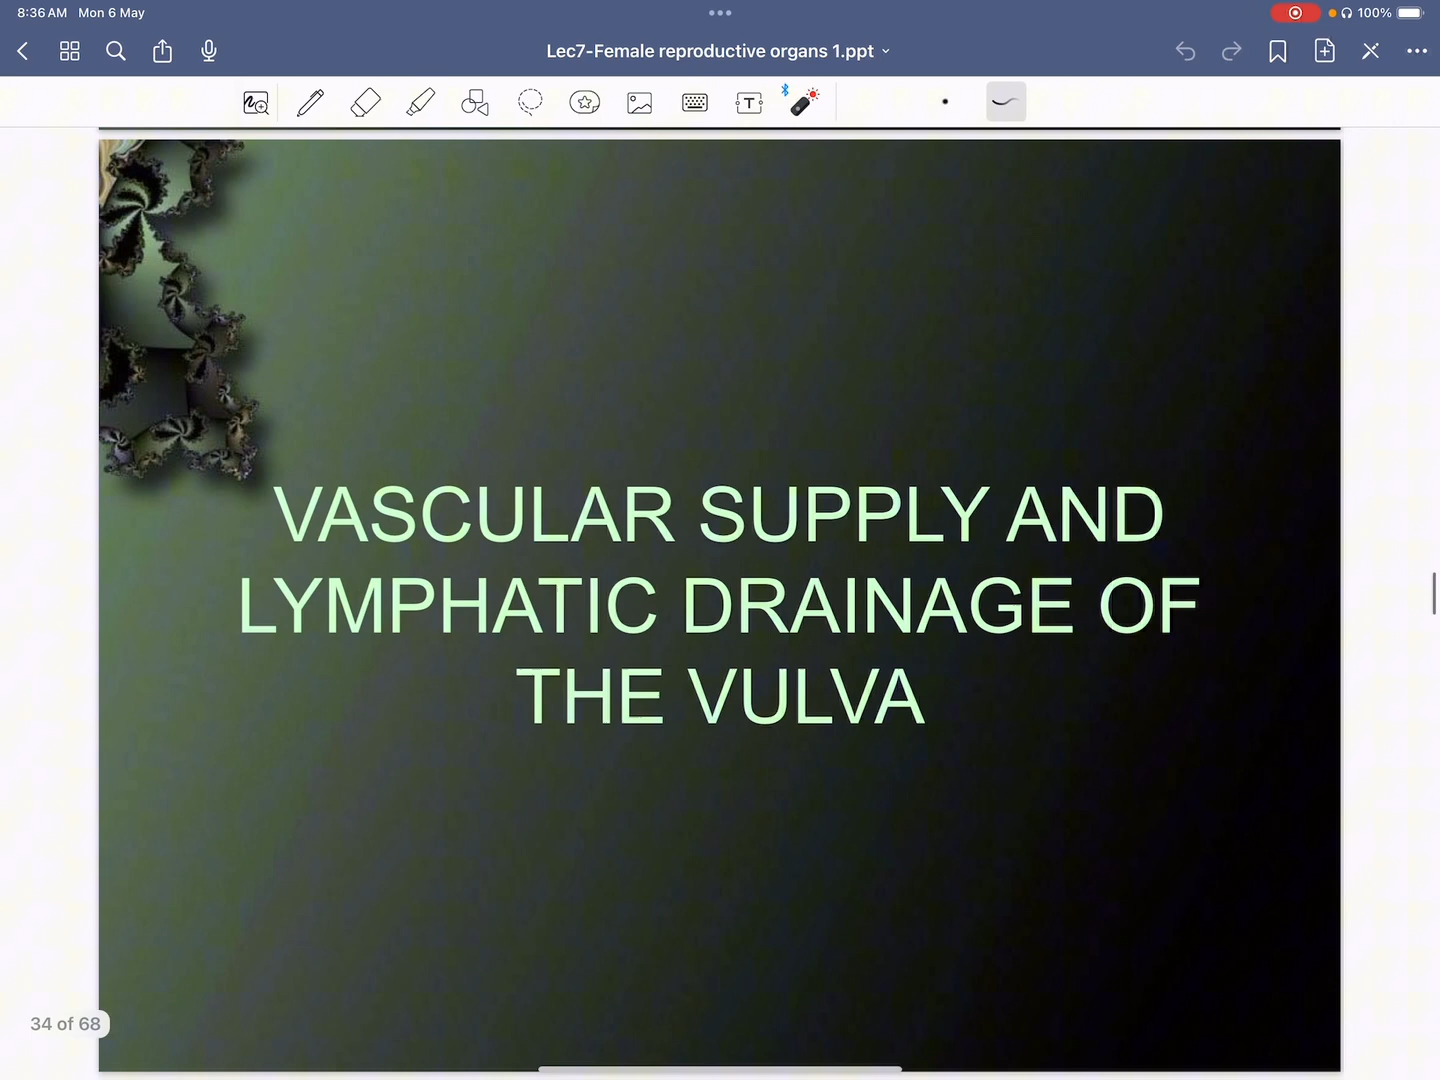 8:36 AM Mon 6 May
100%
Lec7-Female reproductive organs 1.ppt
T
VASCULAR SUPPLY AND
LYMPHATIC DRAINAGE OF
THE VULVA
34 of 68